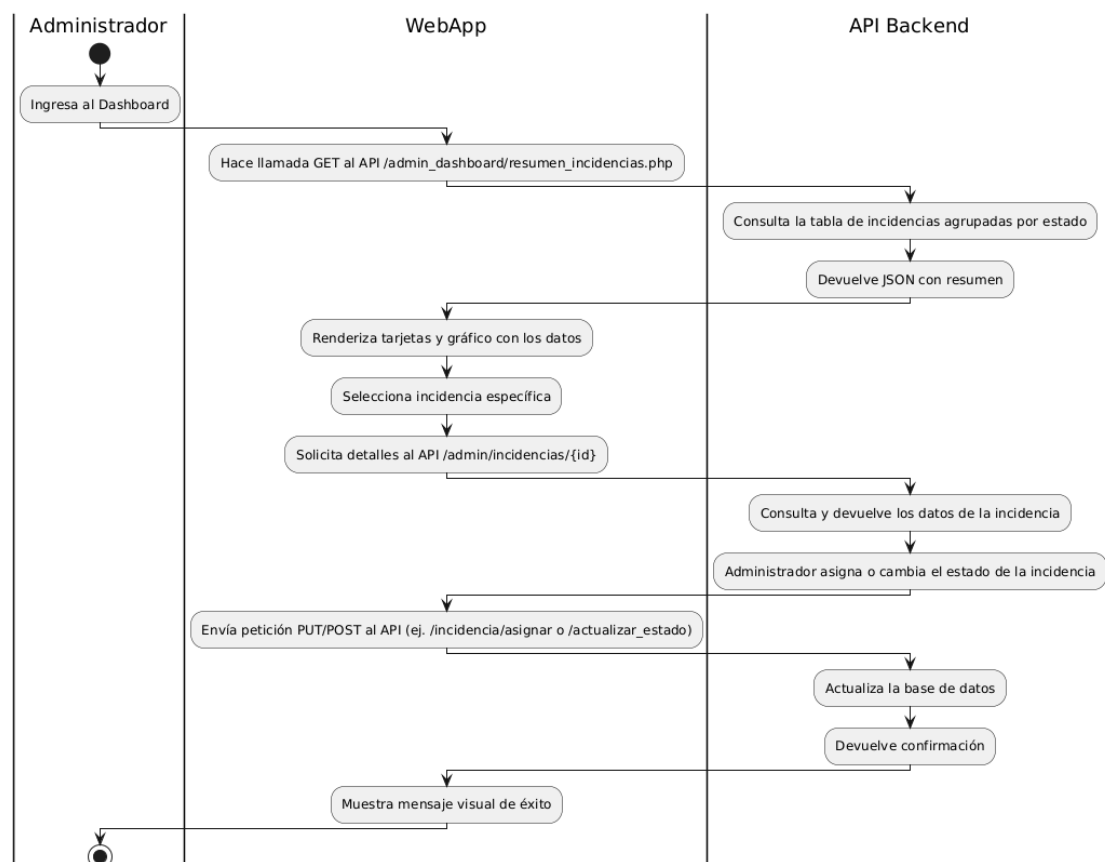 Administrador
WebApp
API Backend
Ingresa al Dashboard
Hace llamada GET al API /admin_dashboard/resumen_incidencias.php
Consulta la tabla de incidencias agrupadas por estado
Devuelve JSON con resumen
Renderiza tarjetas y gráfico con los datos
Selecciona incidencia específica
Solicita detalles al API /admin/incidencias/{id}
Consulta y devuelve los datos de la incidencia
Administrador asigna o cambia el estado de la incidencia
Envía petición PUT/POST al API (ej. /incidencia/asignar o /actualizar_estado)
Actualiza la base de datos
Devuelve confirmación
Muestra mensaje visual de éxito